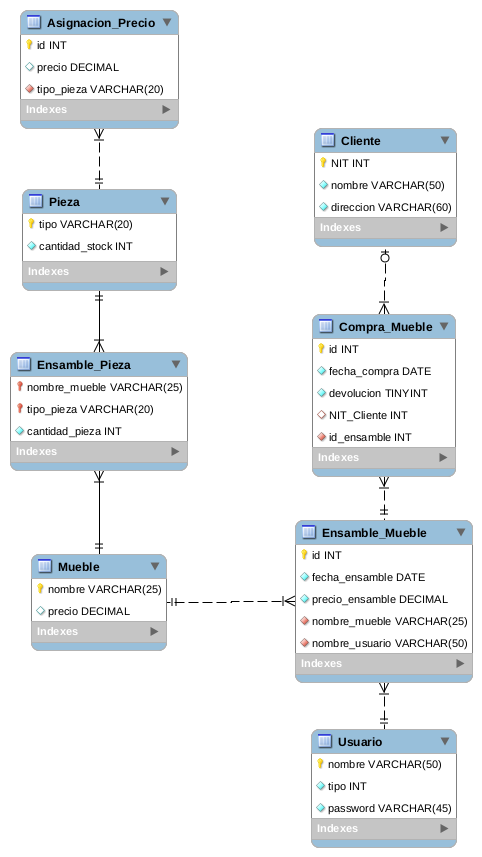 Asignacion_Precio
id INT
precio DECIMAL
tipo_pieza VARCHAR(20)
Indexes
Pieza
tipo VARCHAR(20)
cantidad_stock INT
Indexes
Ensamble_Pieza
nombre_mueble VARCHAR(25)
tipo_pieza VARCHAR(20)
cantidad_pieza INT
Indexes
Mueble
nombre VARCHAR(25)
precio DECIMAL
Indexes
Cliente
NIT INT
nombre VARCHAR(50)
direccion VARCHAR(60)
Indexes
Compra_Mueble
id INT
fecha_compra DATE
devolucion TINYINT
NIT_Cliente INT
id_ensamble INT
Indexes
Ensamble_Mueble
id INT
fecha_ensamble DATE
precio_ensamble DECIMAL
nombre_mueble VARCHAR(25)
nombre_usuario VARCHAR(50)
Indexes
Usuario
nombre VARCHAR(50)
tipo INT
password VARCHAR(45)
Indexes